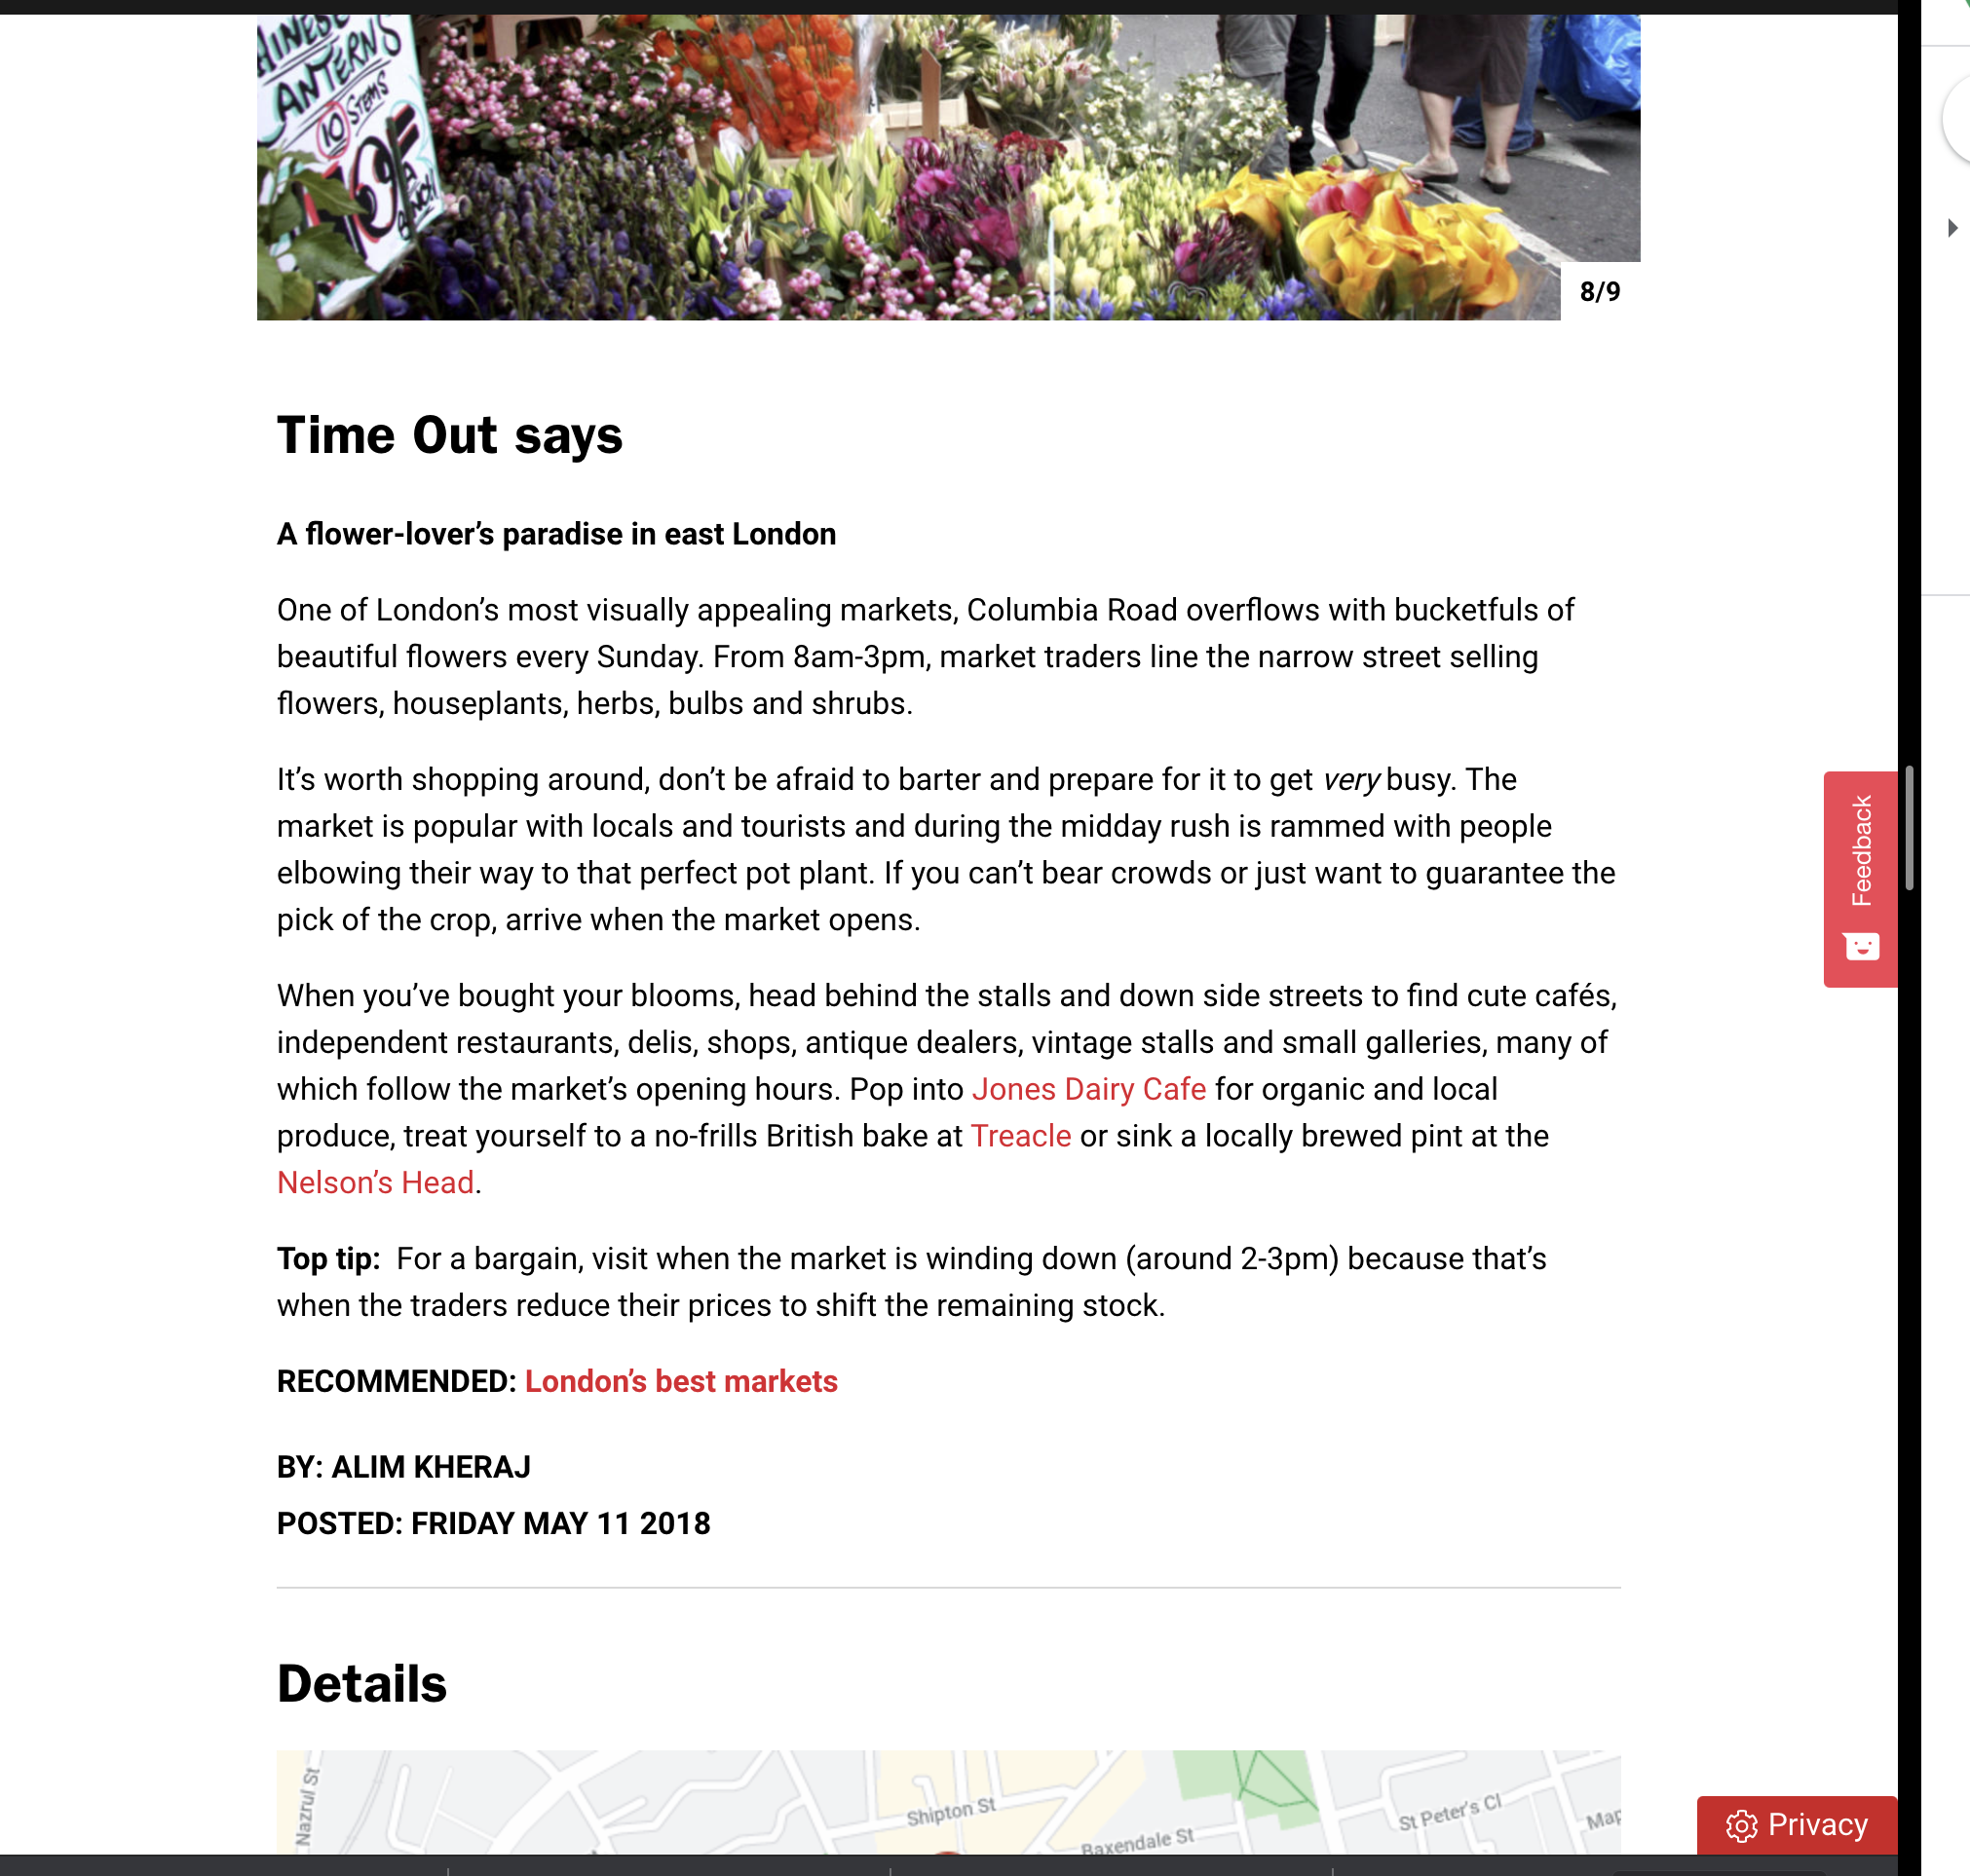 HINESE
LANTERNS
10 STEMS
8/9
Time Out says
A flower-lover’s paradise in east London
One of London’s most visually appealing markets, Columbia Road overflows with bucketfuls of
beautiful flowers every Sunday. From 8am-3pm, market traders line the narrow street selling
flowers, houseplants, herbs, bulbs and shrubs.
It’s worth shopping around, don’t be afraid to barter and prepare for it to get very busy. The
market is popular with locals and tourists and during the midday rush is rammed with people
elbowing their way to that perfect pot plant. If you can’t bear crowds or just want to guarantee the
pick of the crop, arrive when the market opens.
When you’ve bought your blooms, head behind the stalls and down side streets to find cute cafés,
independent restaurants, delis, shops, antique dealers, vintage stalls and small galleries, many of
which follow the market’s opening hours. Pop into Jones Dairy Cafe for organic and local
produce, treat yourself to a no-frills British bake at Treacle or sink a locally brewed pint at the
Nelson’s Head.
Top tip: For a bargain, visit when the market is winding down (around 2-3pm) because that’s
when the traders reduce their prices to shift the remaining stock.
RECOMMENDED: London’s best markets
BY: ALIM KHERAJ
POSTED: FRIDAY MAY 11 2018
Feedback
Details
Nazrul St
Shipton St
Baxendale St
St Peter's Cl
Privacy